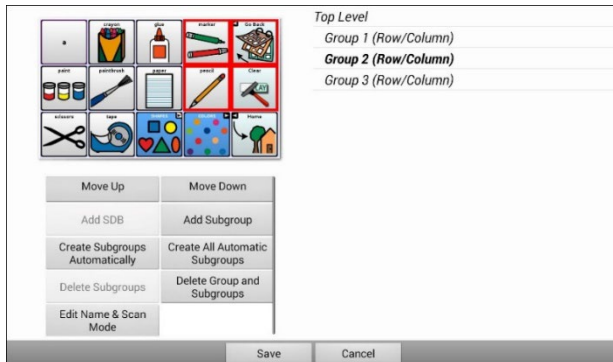 crayon glue marker Go Back
paint paintbrush paper pencil Clear
scissors tape SHAPES COLORS Home
Top Level
Group 1 (Row/Column)
Group 2 (Row/Column)
Group 3 (Row/Column)
Move Up Move Down
Add SDB Add Subgroup
Create Subgroups Automatically Create All Automatic Subgroups
Delete Subgroups Delete Group and Subgroups
Edit Name & Scan Mode
Save Cancel